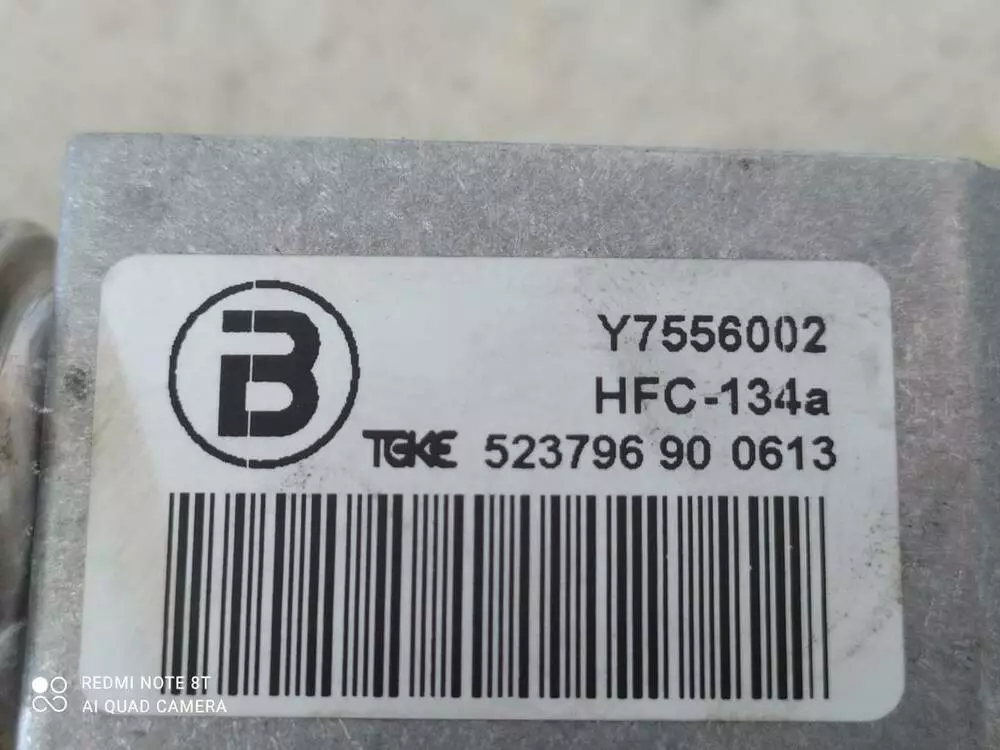 B
Y7556002
HFC-134a
TGKE 523796 90 0613
REDMI NOTE 8T
AI QUAD CAMERA